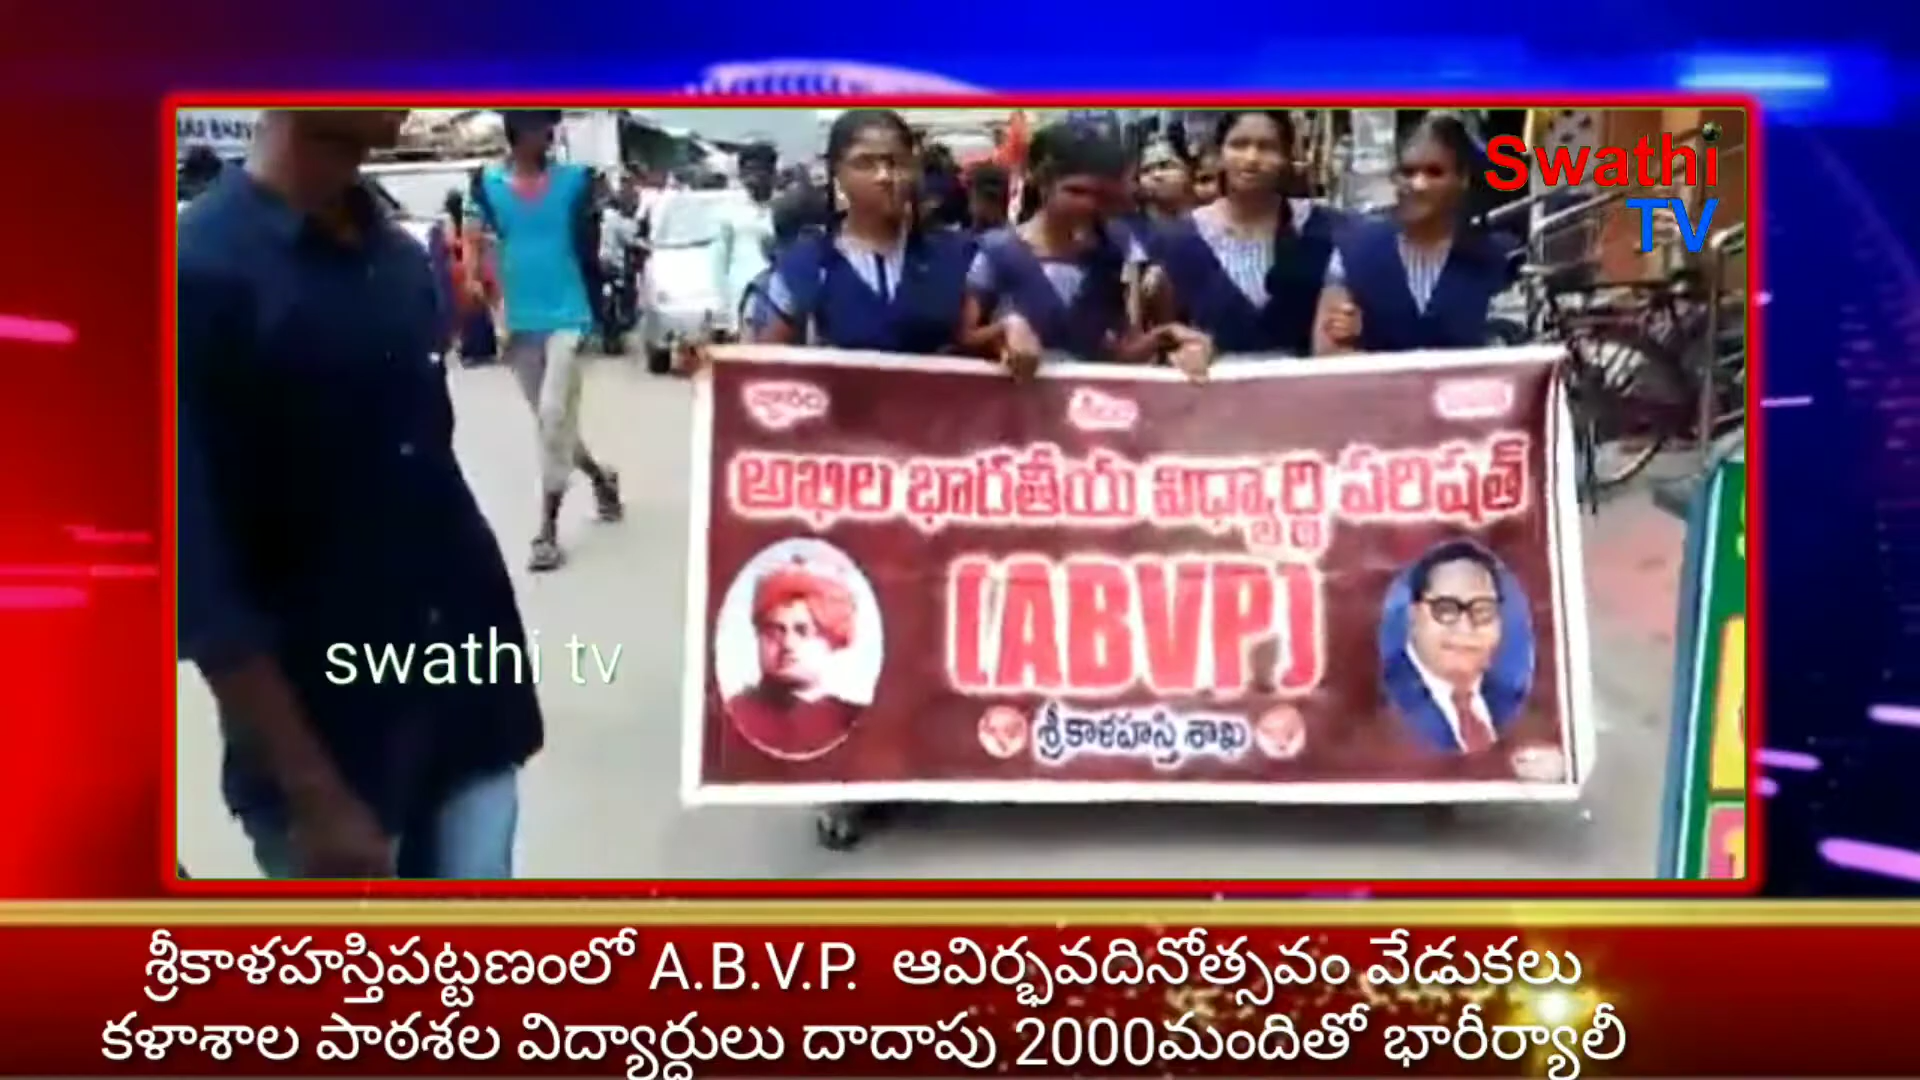 Swathi
TV
అఖిల భారతీయ విద్యార్థి పరిషత్
(ABVP)
శ్రీకాళహస్తి శాఖ
swathi tv
శ్రీకాళహస్తిపట్టణంలో A.B.V.P. ఆవిర్భవదినోత్సవం వేడుకలు
కళాశాల పాఠశల విద్యార్ధులు దాదాపు 2000మందితో భారీర్యాలీ